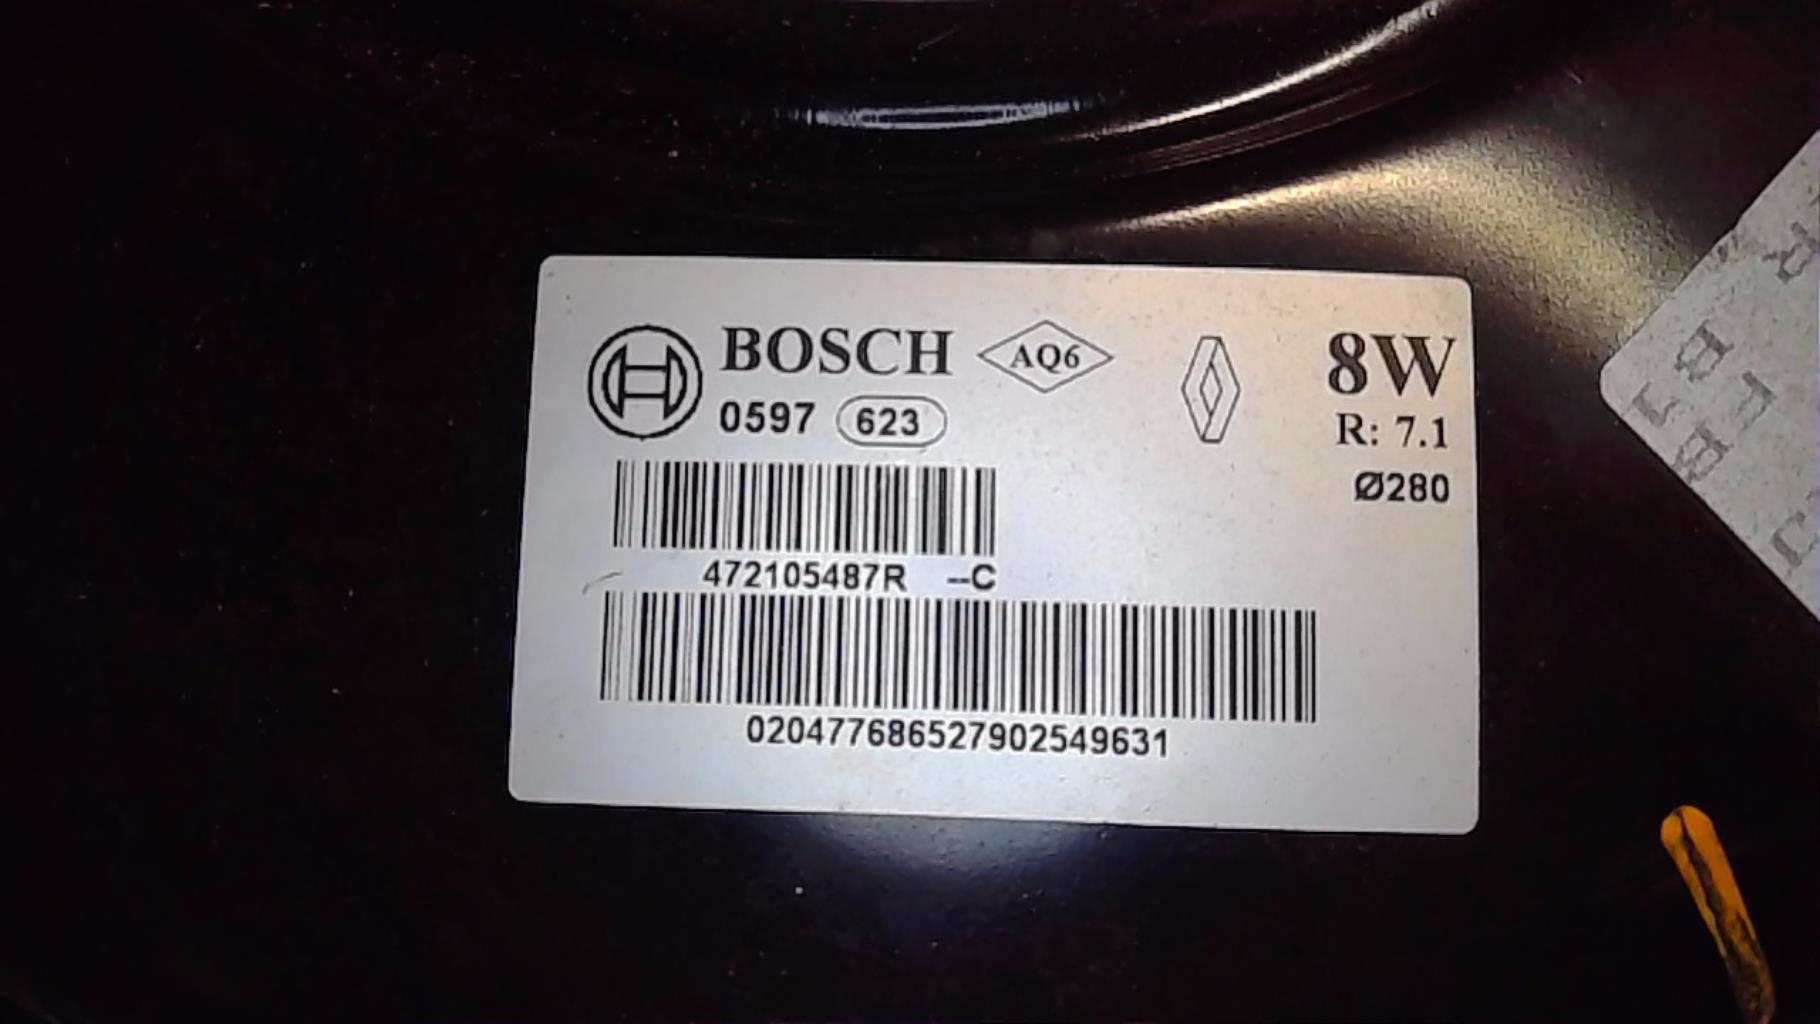 BOSCH AQ6 8W
0597 623 R: 7.1
Ø280
472105487R --C
020477686527902549631